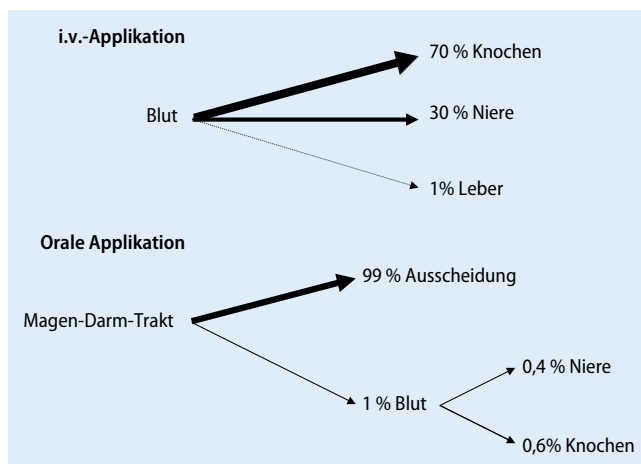 i.v.-Applikation
70 % Knochen
Blut
30 % Niere
1% Leber
Orale Applikation
99 % Ausscheidung
Magen-Darm-Trakt
0,4 % Niere
1 % Blut
0,6% Knochen